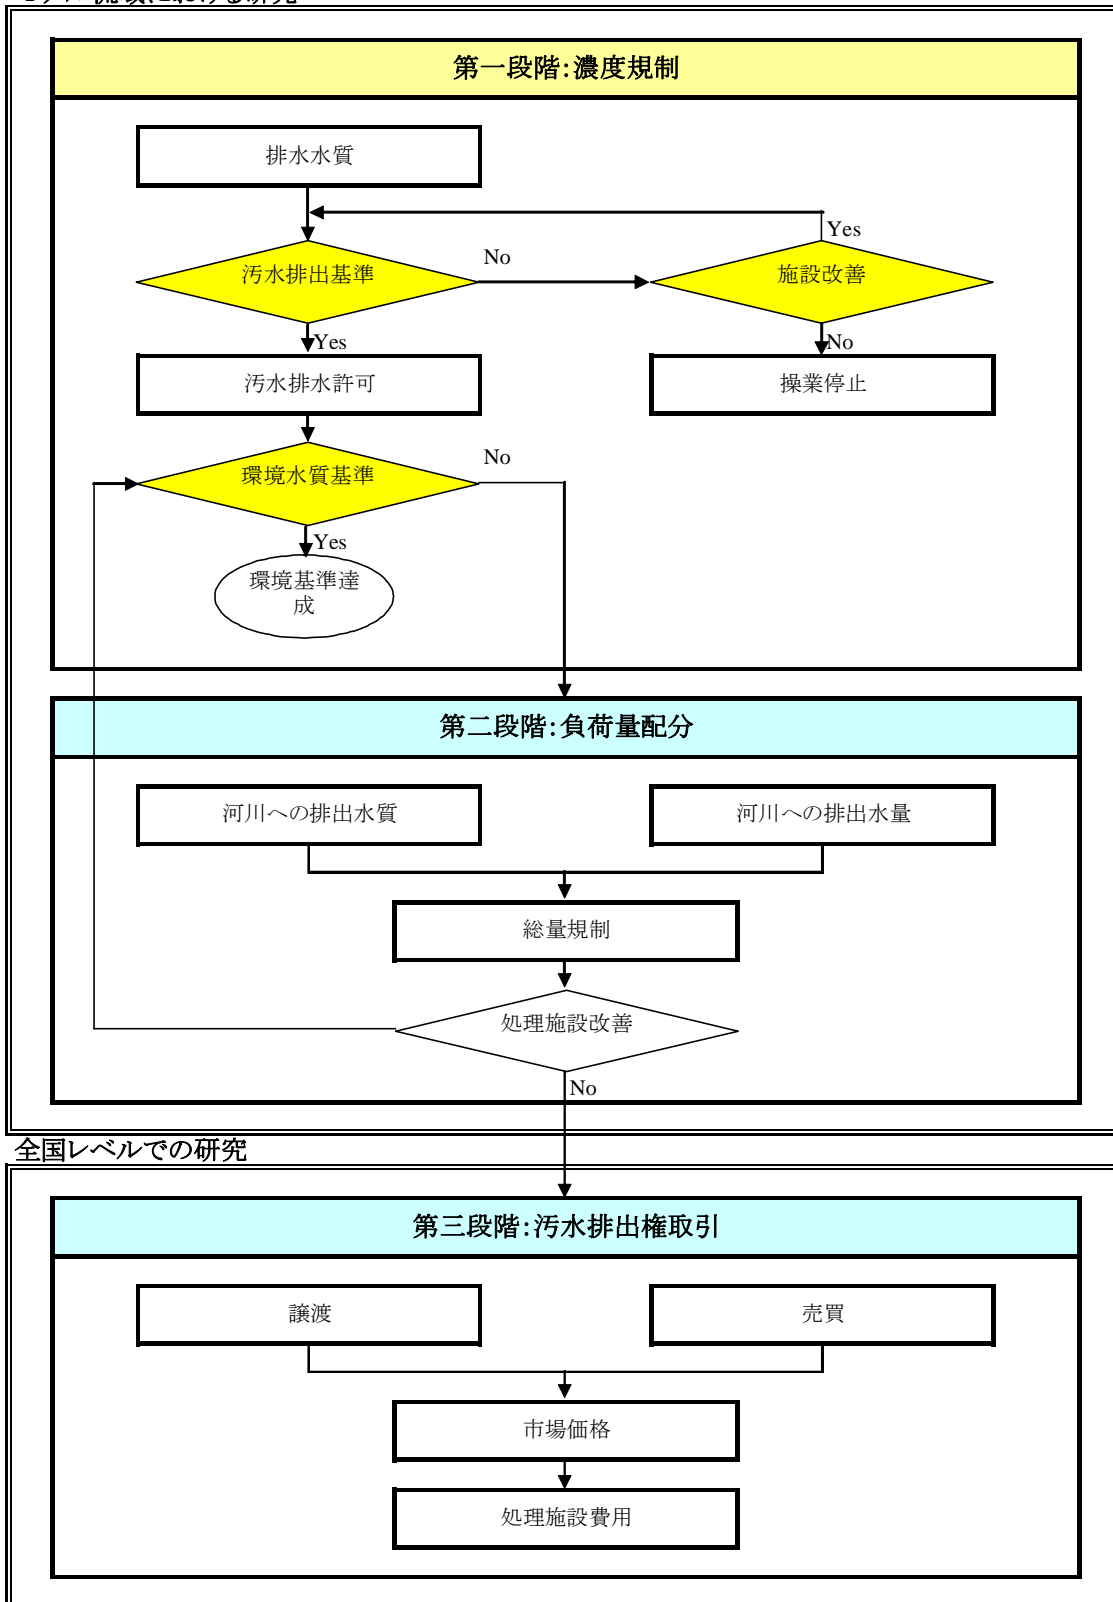 第一段階：濃度規制
排水水質
Yes
No
汚水排出基準
施設改善
Yes
No
汚水排水許可
操業停止
No
環境水質基準
Yes
環境基準達
成
第二段階：負荷量配分
河川への排出水質
河川への排出水量
総量規制
処理施設改善
No
全国レベルでの研究
第三段階：汚水排出権取引
譲渡
売買
市場価格
処理施設費用